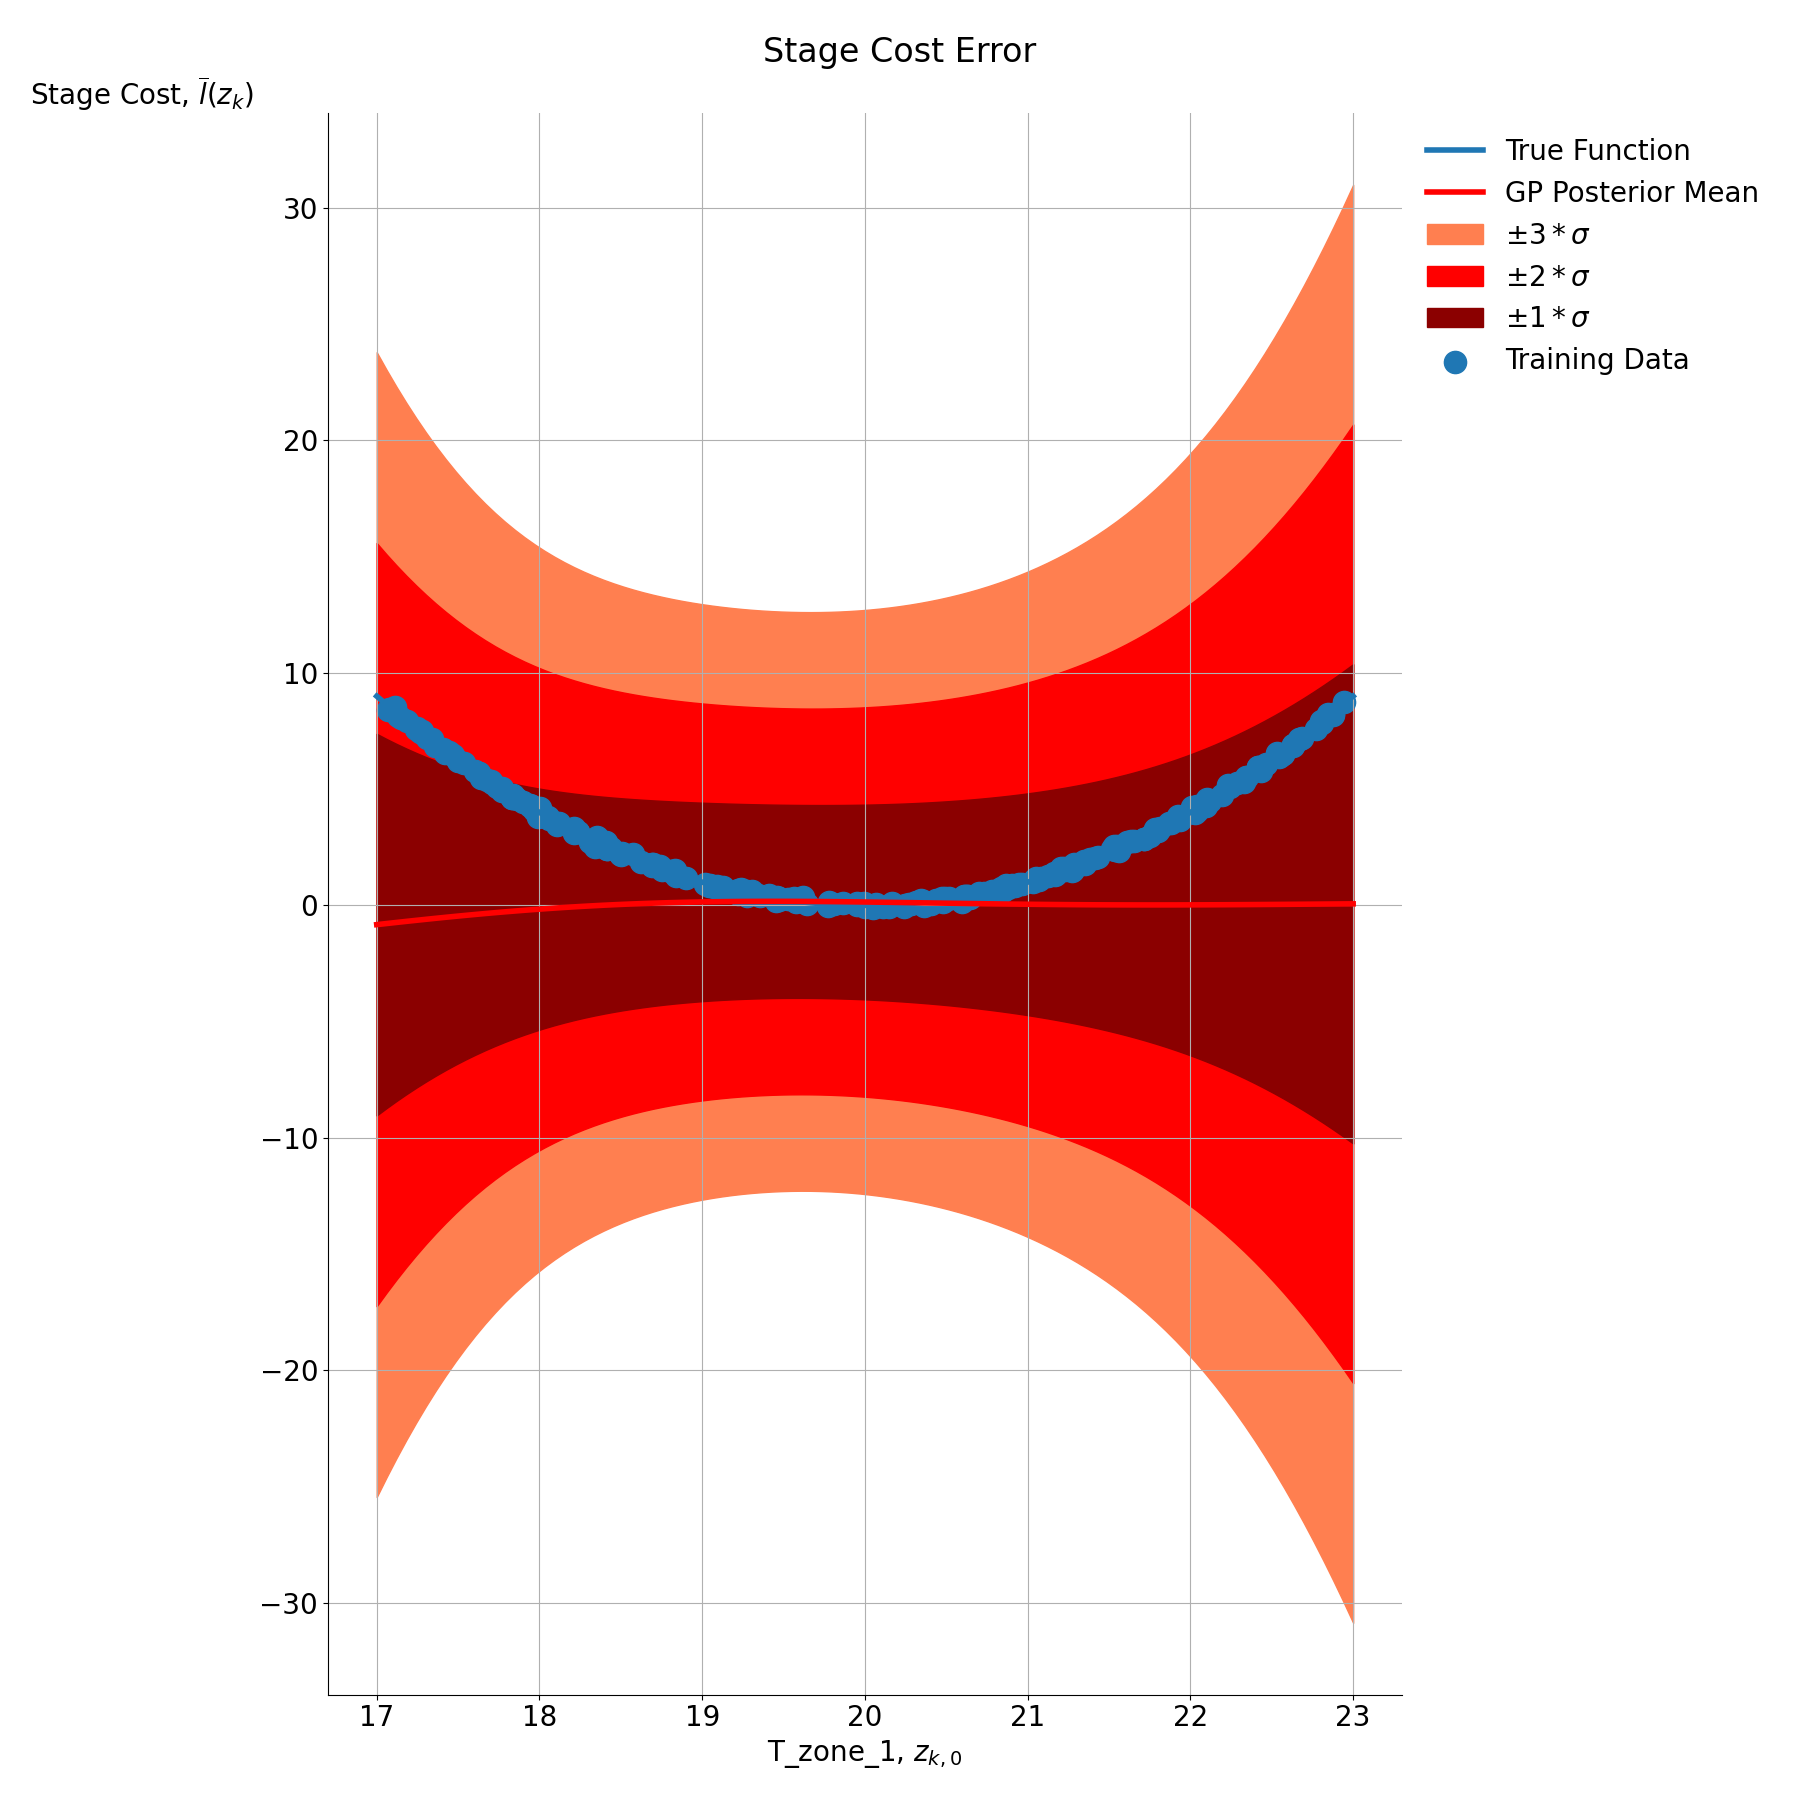 Stage Cost Error
Stage Cost, l̄(z_k)
True Function
GP Posterior Mean
±3 * σ
±2 * σ
±1 * σ
Training Data
30
20
10
0
−10
−20
−30
17 18 19 20 21 22 23
T_zone_1, z_{k,0}